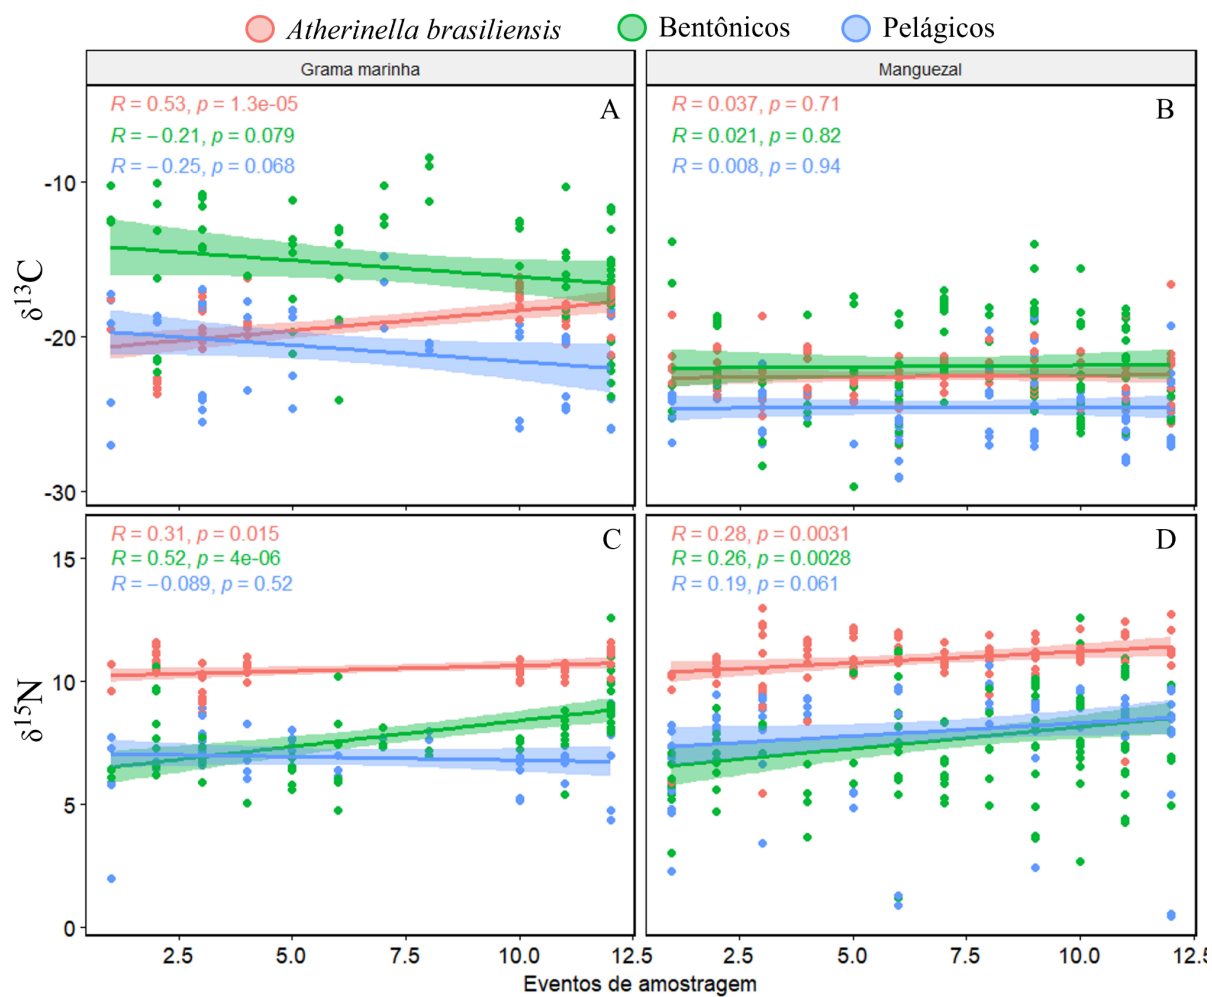 Atherinella brasiliensis Bentônicos Pelágicos
Grama marinha
Manguezal
R = 0.53, p = 1.3e-05
R = −0.21, p = 0.079
R = −0.25, p = 0.068
A
R = 0.037, p = 0.71
R = 0.021, p = 0.82
R = 0.008, p = 0.94
B
δ13C
-10
-20
-30
R = 0.31, p = 0.015
R = 0.52, p = 4e-06
R = −0.089, p = 0.52
C
R = 0.28, p = 0.0031
R = 0.26, p = 0.0028
R = 0.19, p = 0.061
D
δ15N
15
10
5
0
2.5 5.0 7.5 10.0 12.5
2.5 5.0 7.5 10.0 12.5
Eventos de amostragem